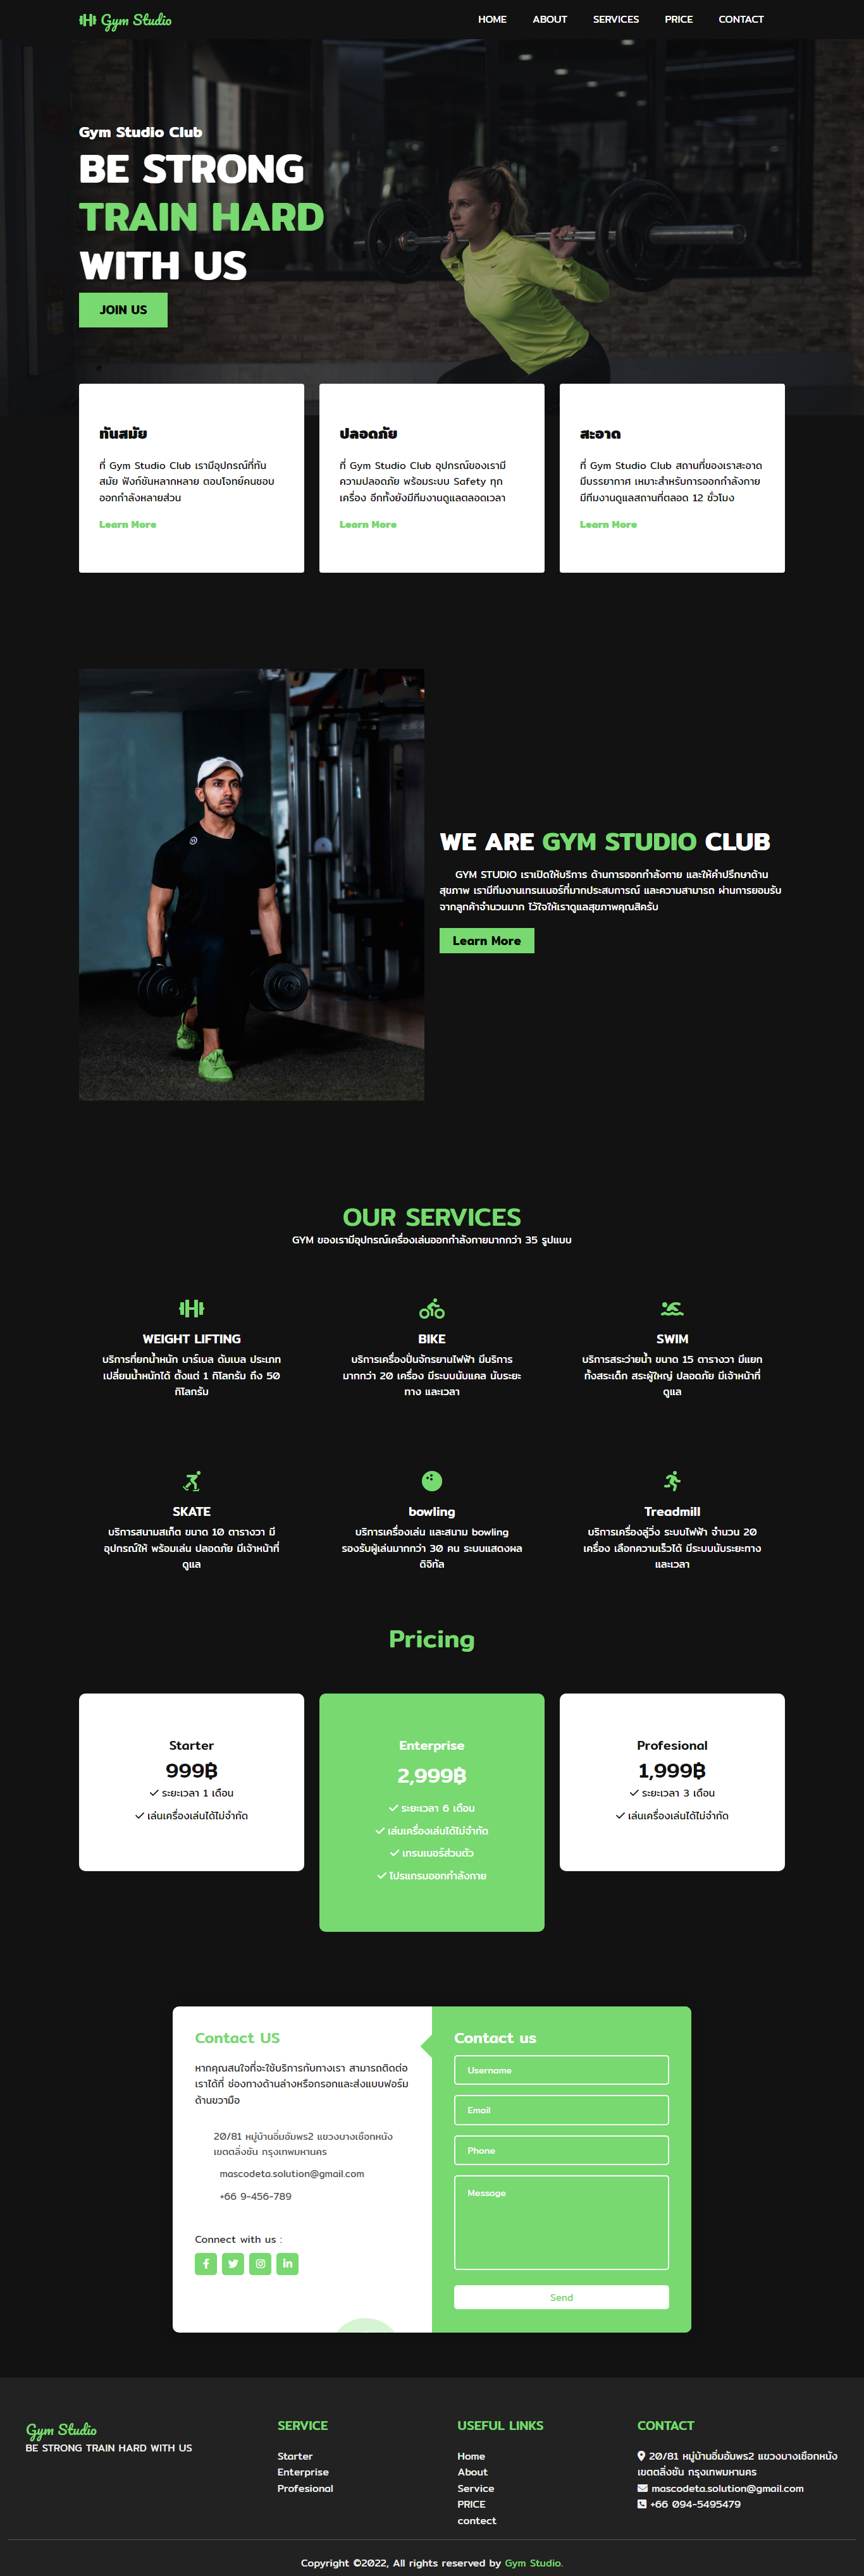 Gym Studio
HOME
ABOUT
SERVICES
PRICE
CONTACT
Gym Studio Club
BE STRONG
TRAIN HARD
WITH US
JOIN US
ทันสมัย
ที่ Gym Studio Club เรามีอุปกรณ์ที่ทัน
สมัย ฟังก์ชันหลากหลาย ตอบโจทย์คนชอบ
ออกกำลังหลายส่วน
Learn More
ปลอดภัย
ที่ Gym Studio Club อุปกรณ์ของเรามี
ความปลอดภัย พร้อมระบบ Safety ทุก
เครื่อง อีกทั้งยังมีทีมงานดูแลตลอดเวลา
Learn More
สะอาด
ที่ Gym Studio Club สถานที่ของเราสะอาด
มีบรรยากาศ เหมาะสำหรับการออกกำลังกาย
มีทีมงานดูแลสถานที่ตลอด 12 ชั่วโมง
Learn More
WE ARE GYM STUDIO CLUB
GYM STUDIO เราเปิดให้บริการ ด้านการออกกำลังกาย และให้คำปรึกษาด้าน
สุขภาพ เรามีทีมงานเทรนเนอร์ที่มากประสบการณ์ และความสามารถ ผ่านการยอมรับ
จากลูกค้าจำนวนมาก ไว้ใจให้เราดูแลสุขภาพคุณสิครับ
Learn More
OUR SERVICES
GYM ของเรามีอุปกรณ์เครื่องเล่นออกกำลังกายมากกว่า 35 รูปแบบ
WEIGHT LIFTING
บริการที่ยกน้ำหนัก บาร์เบล ดัมเบล ประเภท
เปลี่ยนน้ำหนักได้ ตั้งแต่ 1 กิโลกรัม ถึง 50
กิโลกรัม
BIKE
บริการเครื่องปั่นจักรยานไฟฟ้า มีบริการ
มากกว่า 20 เครื่อง มีระบบนับแคล นับระยะ
ทาง และเวลา
SWIM
บริการสระว่ายน้ำ ขนาด 15 ตารางวา มีแยก
ทั้งสระเด็ก สระผู้ใหญ่ ปลอดภัย มีเจ้าหน้าที่
ดูแล
SKATE
บริการสนามสเก็ต ขนาด 10 ตารางวา มี
อุปกรณ์ให้ พร้อมเล่น ปลอดภัย มีเจ้าหน้าที่
ดูแล
bowling
บริการเครื่องเล่น และสนาม bowling
รองรับผู้เล่นมากกว่า 30 คน ระบบแสดงผล
ดิจิทัล
Treadmill
บริการเครื่องลู่วิ่ง ระบบไฟฟ้า จำนวน 20
เครื่อง เลือกความเร็วได้ มีระบบนับระยะทาง
และเวลา
Pricing
Starter
999฿
ระยะเวลา 1 เดือน
เล่นเครื่องเล่นได้ไม่จำกัด
Enterprise
2,999฿
ระยะเวลา 6 เดือน
เล่นเครื่องเล่นได้ไม่จำกัด
เทรนเนอร์ส่วนตัว
โปรแกรมออกกำลังกาย
Profesional
1,999฿
ระยะเวลา 3 เดือน
เล่นเครื่องเล่นได้ไม่จำกัด
Contact US
หากคุณสนใจที่จะใช้บริการกับทางเรา สามารถติดต่อ
เราได้ที่ ช่องทางด้านล่างหรือกรอกและส่งแบบฟอร์ม
ด้านขวามือ
20/81 หมู่บ้านอิ่มอัมพร2 แขวงบางเชือกหนัง
เขตตลิ่งชัน กรุงเทพมหานคร
mascodeta.solution@gmail.com
+66 9-456-789
Connect with us :
Contact us
Username
Email
Phone
Message
Send
Gym Studio
BE STRONG TRAIN HARD WITH US
SERVICE
Starter
Enterprise
Profesional
USEFUL LINKS
Home
About
Service
PRICE
contect
CONTACT
20/81 หมู่บ้านอิ่มอัมพร2 แขวงบางเชือกหนัง
เขตตลิ่งชัน กรุงเทพมหานคร
mascodeta.solution@gmail.com
+66 094-5495479
Copyright ©2022, All rights reserved by Gym Studio.